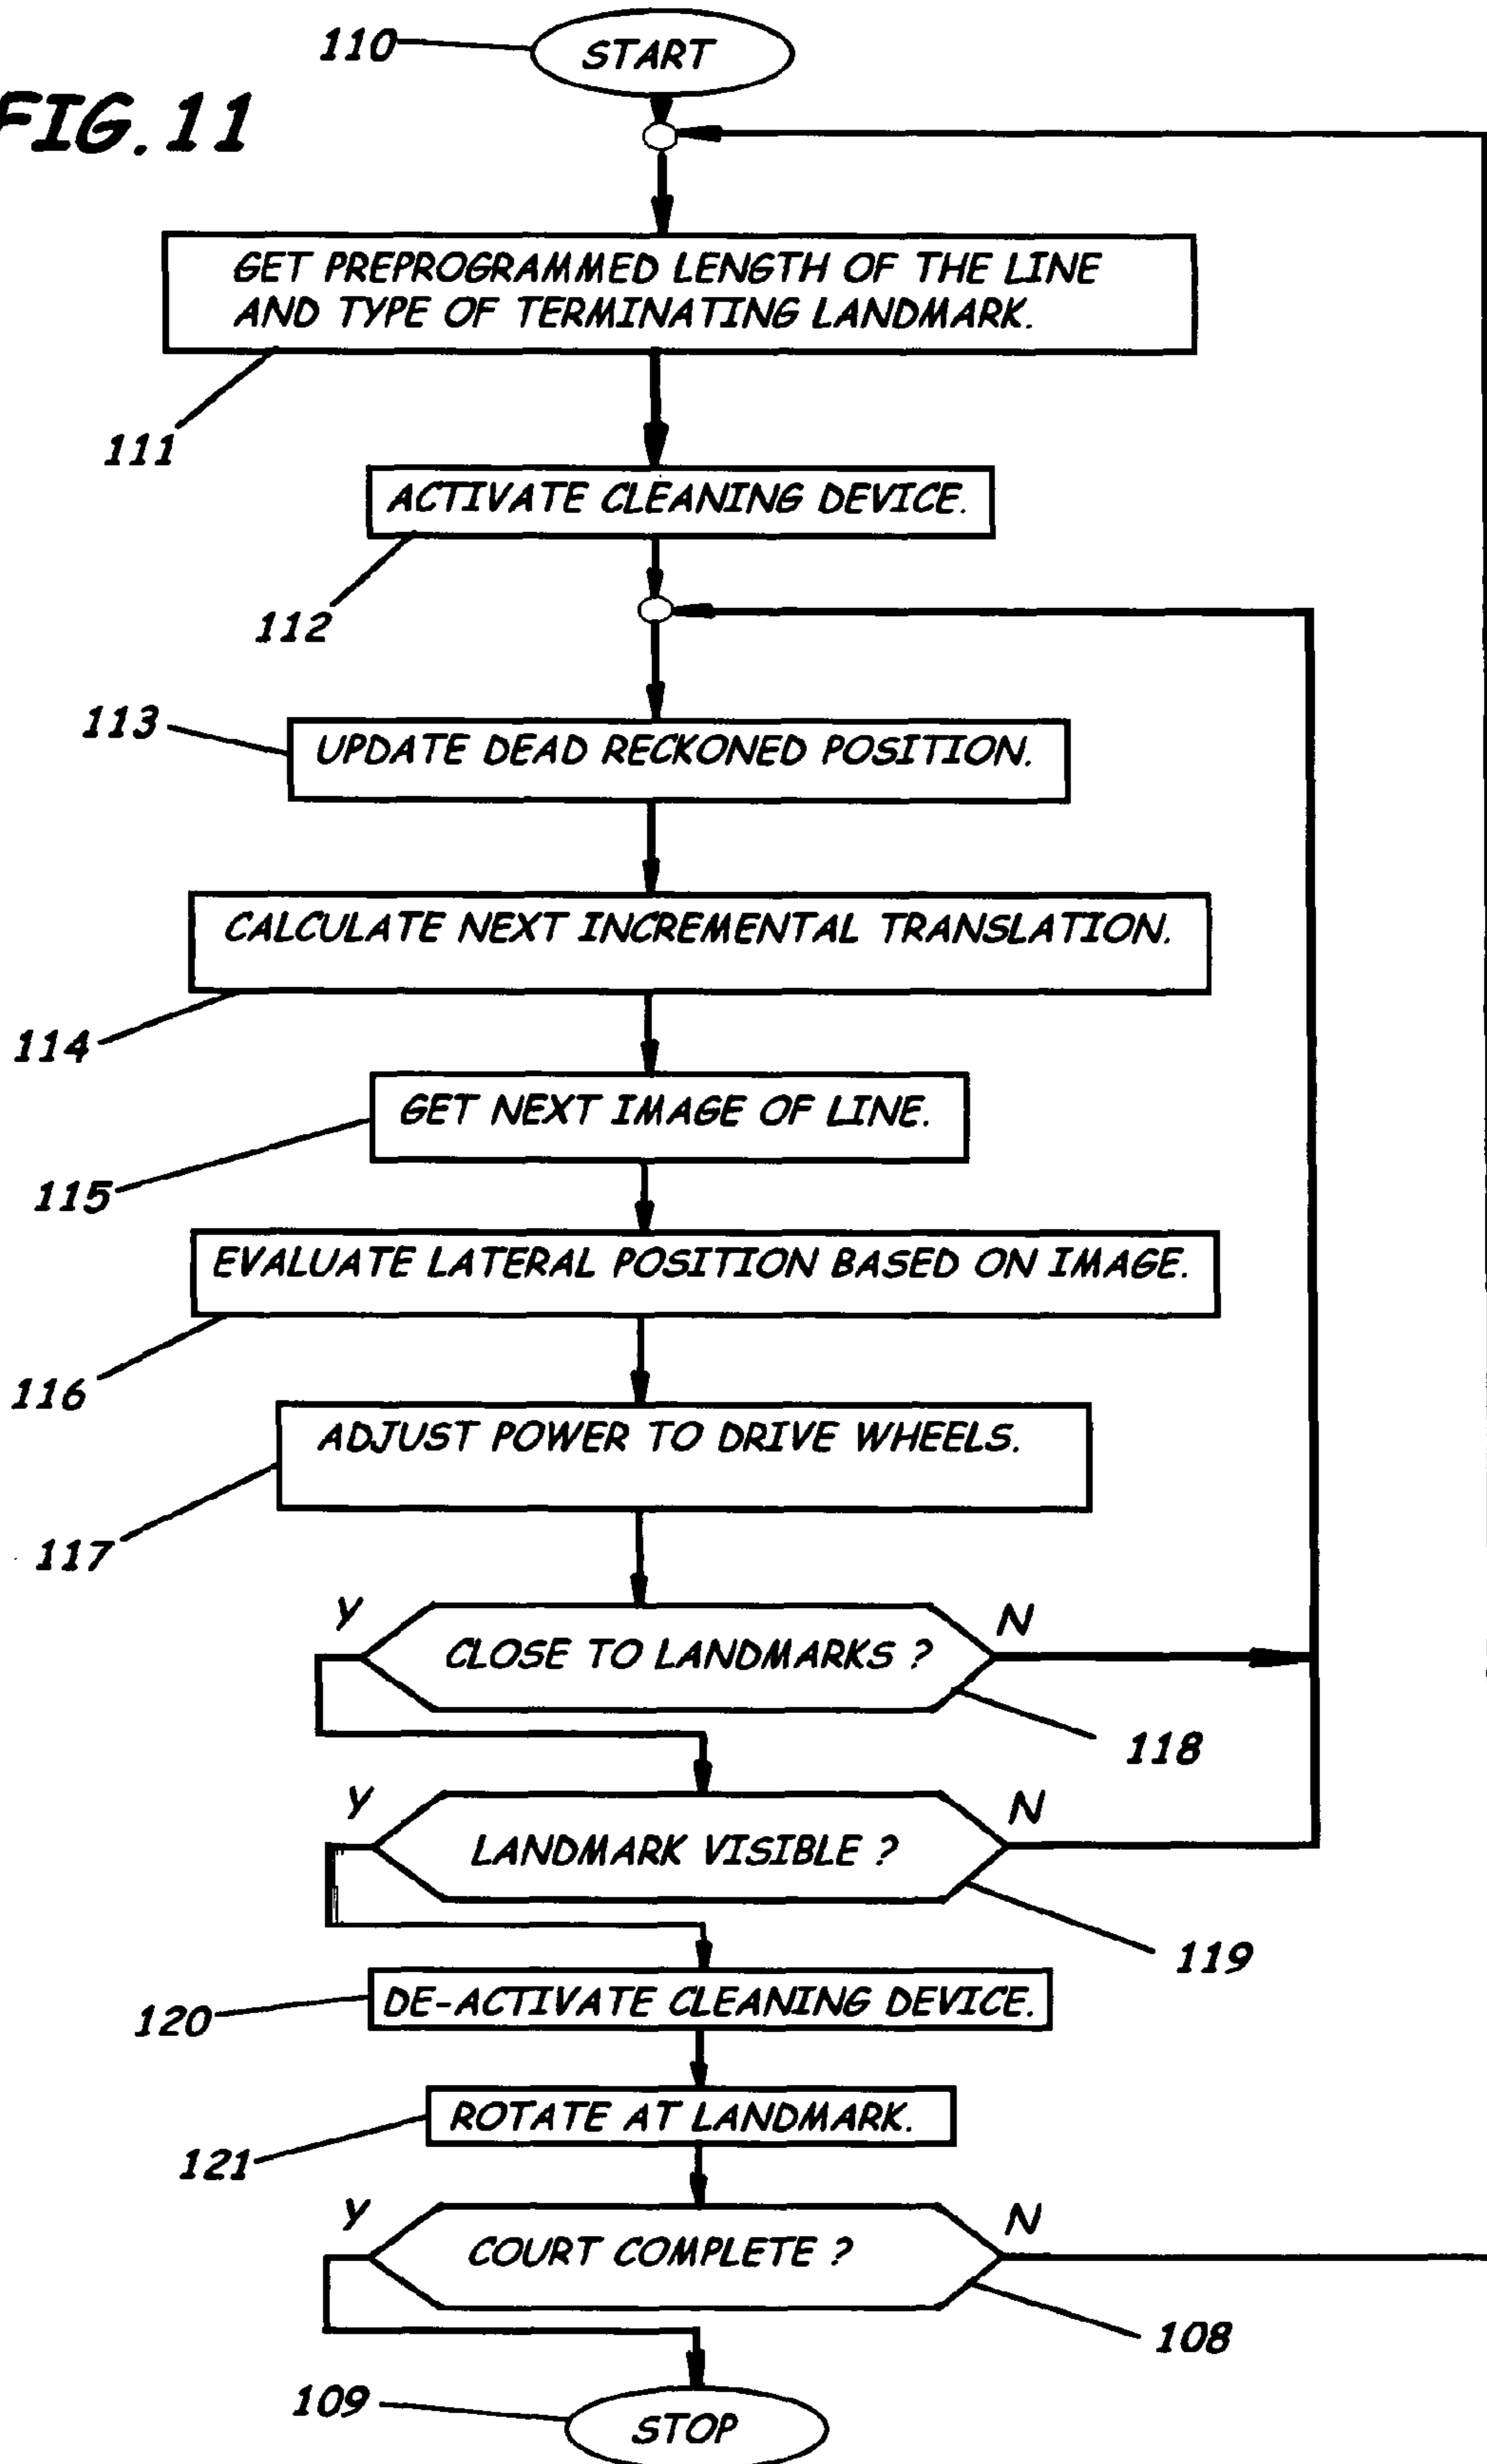 110
START
FIG.11
GET PREPROGRAMMED LENGTH OF THE LINE
AND TYPE OF TERMINATING LANDMARK.
111
ACTIVATE CLEANING DEVICE.
112
113
UPDATE DEAD RECKONED POSITION.
CALCULATE NEXT INCREMENTAL TRANSLATION.
114
GET NEXT IMAGE OF LINE.
115
EVALUATE LATERAL POSITION BASED ON IMAGE.
116
ADJUST POWER TO DRIVE WHEELS.
117
Y
N
CLOSE TO LANDMARKS ?
118
Y
N
LANDMARK VISIBLE ?
119
DE-ACTIVATE CLEANING DEVICE.
120
ROTATE AT LANDMARK.
121
Y
N
COURT COMPLETE ?
108
109
STOP